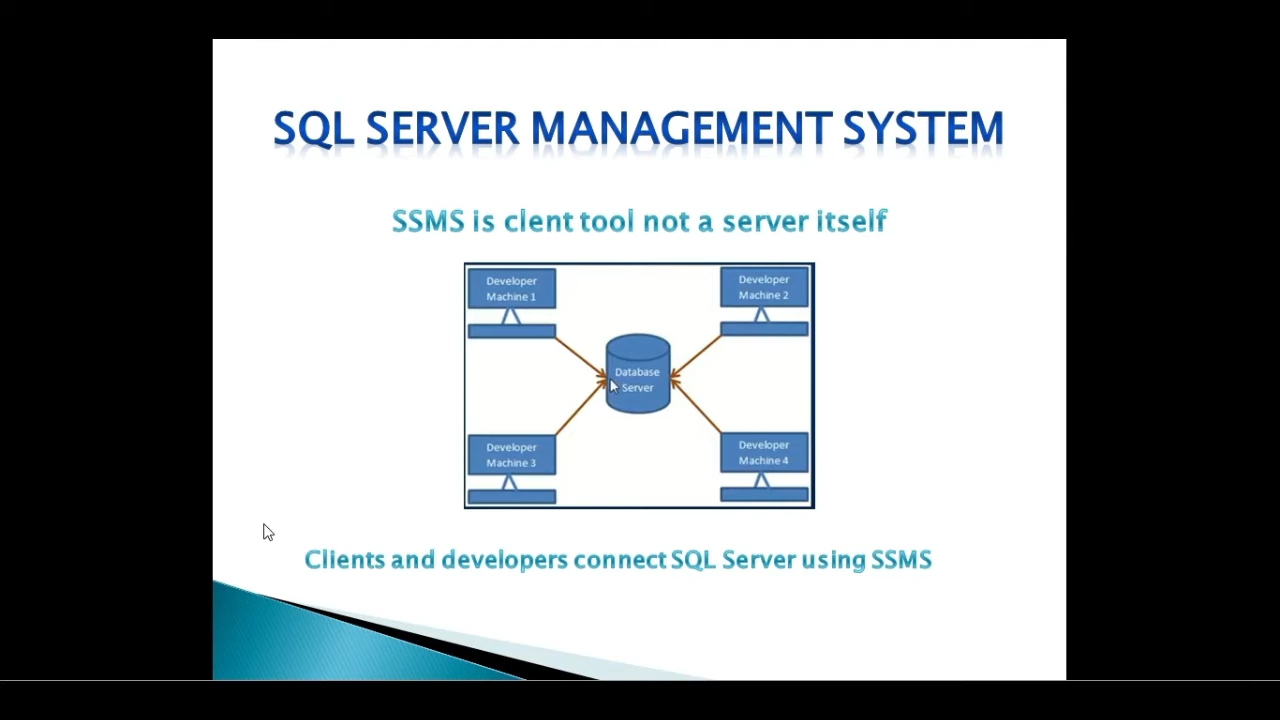 SQL SERVER MANAGEMENT SYSTEM
SSMS is clent tool not a server itself
Developer
Machine 1
Developer
Machine 2
Database
Server
Developer
Machine 3
Developer
Machine 4
Clients and developers connect SQL Server using SSMS